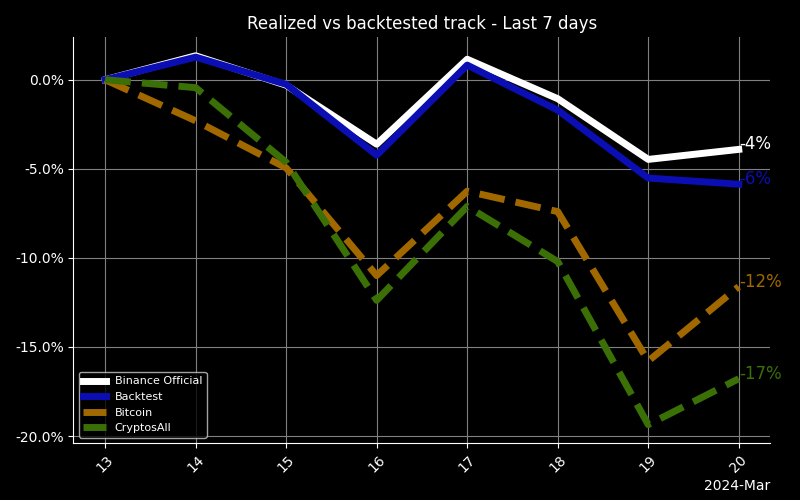 Realized vs backtested track - Last 7 days
0.0%
-5.0%
-10.0%
-15.0%
-20.0%
-4%
-6%
-12%
-17%
Binance Official
Backtest
Bitcoin
CryptosAll
13
14
15
16
17
18
19
20
2024-Mar